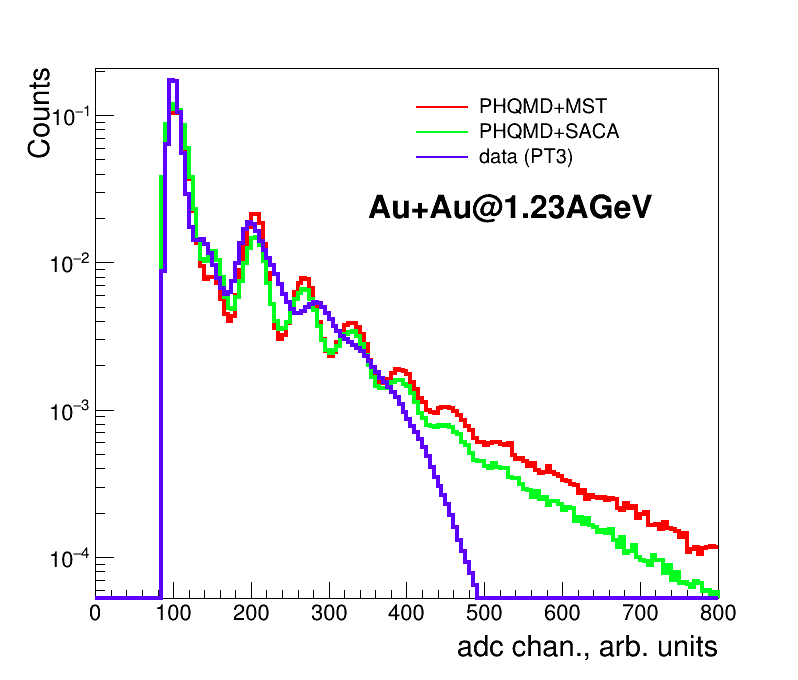 Counts
10⁻¹
10⁻²
10⁻³
10⁻⁴
PHQMD+MST
PHQMD+SACA
data (PT3)
Au+Au@1.23AGeV
0 100 200 300 400 500 600 700 800
adc chan., arb. units